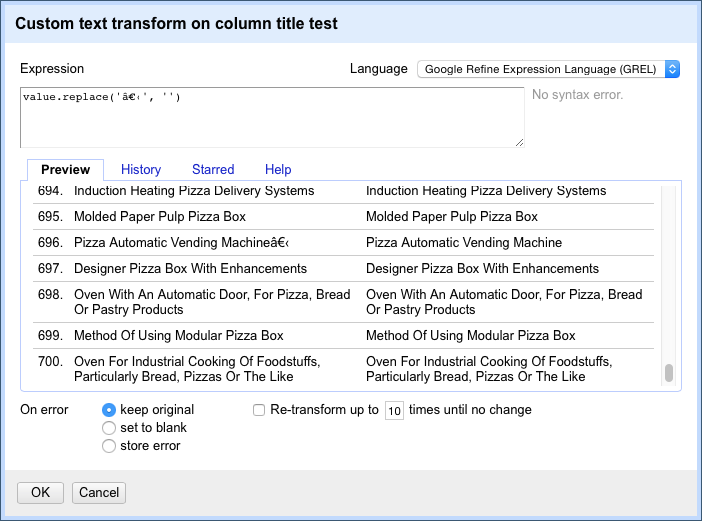 Custom text transform on column title test
Expression
Language Google Refine Expression Language (GREL)
value.replace('â€‹', '')
No syntax error.
Preview History Starred Help
694. Induction Heating Pizza Delivery Systems Induction Heating Pizza Delivery Systems
695. Molded Paper Pulp Pizza Box Molded Paper Pulp Pizza Box
696. Pizza Automatic Vending Machineâ€‹ Pizza Automatic Vending Machine
697. Designer Pizza Box With Enhancements Designer Pizza Box With Enhancements
698. Oven With An Automatic Door, For Pizza, Bread Oven With An Automatic Door, For Pizza, Bread
Or Pastry Products Or Pastry Products
699. Method Of Using Modular Pizza Box Method Of Using Modular Pizza Box
700. Oven For Industrial Cooking Of Foodstuffs, Oven For Industrial Cooking Of Foodstuffs,
Particularly Bread, Pizzas Or The Like Particularly Bread, Pizzas Or The Like
On error keep original Re-transform up to 10 times until no change
set to blank
store error
OK Cancel